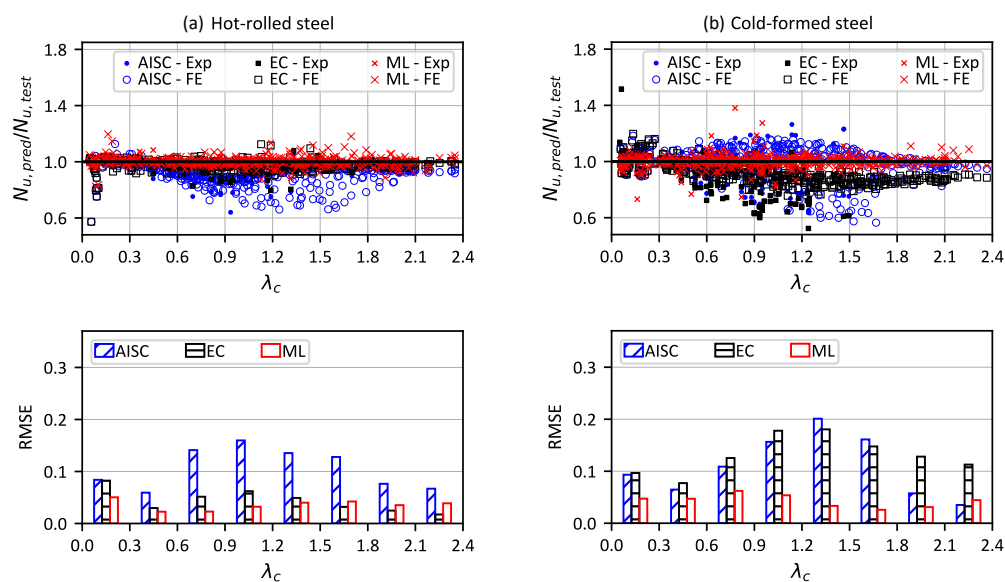 (a) Hot-rolled steel
1.8
1.4
1.0
0.6
N_u,pred/N_u,test
AISC - Exp EC - Exp ML - Exp
AISC - FE EC - FE ML - FE
0.0 0.3 0.6 0.9 1.2 1.5 1.8 2.1 2.4
λ_c
(b) Cold-formed steel
1.8
1.4
1.0
0.6
N_u,pred/N_u,test
AISC - Exp EC - Exp ML - Exp
AISC - FE EC - FE ML - FE
0.0 0.3 0.6 0.9 1.2 1.5 1.8 2.1 2.4
λ_c
0.3
0.2
0.1
0.0
RMSE
AISC EC ML
0.0 0.3 0.6 0.9 1.2 1.5 1.8 2.1 2.4
λ_c
0.3
0.2
0.1
0.0
RMSE
AISC EC ML
0.0 0.3 0.6 0.9 1.2 1.5 1.8 2.1 2.4
λ_c